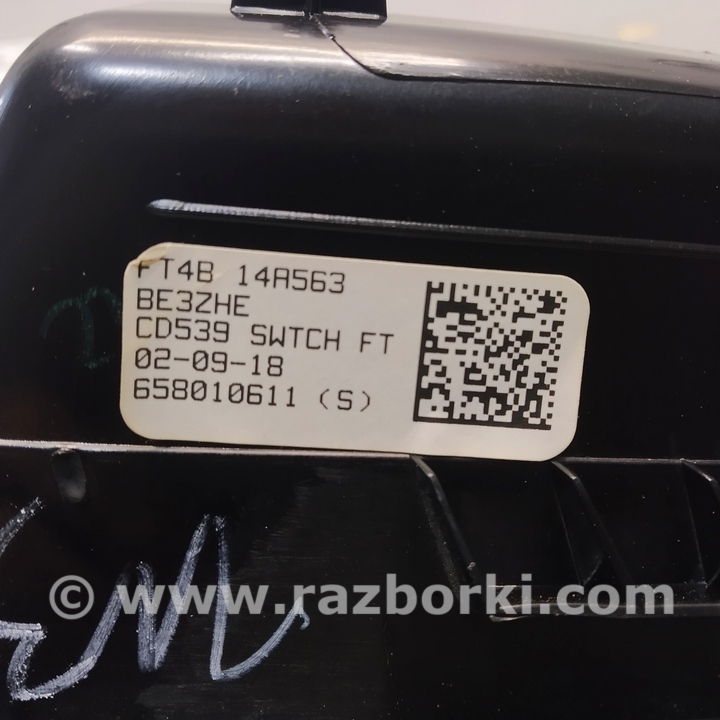 FT4B 14A563
BE3ZHE
CD539 SWTCH FT
02-09-18
658010611 (S)
© www.razborki.com